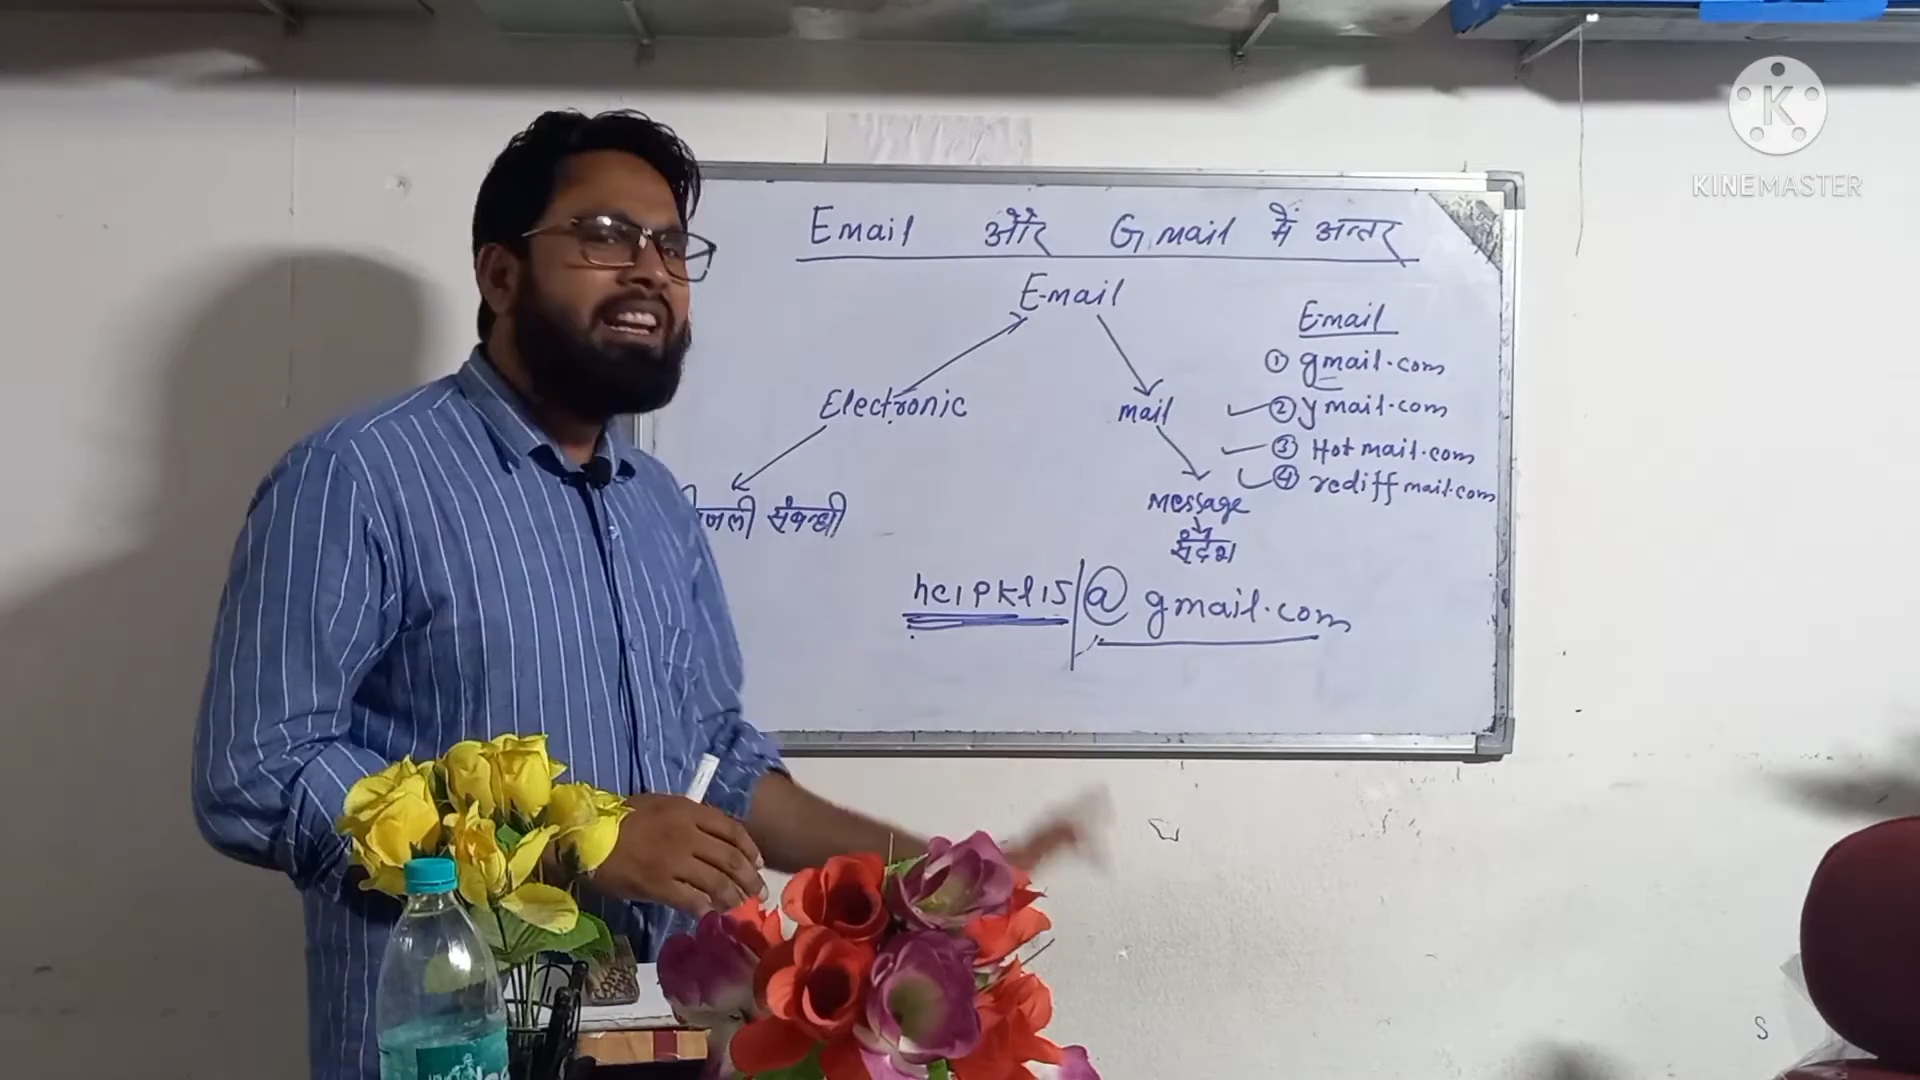 KINEMASTER
Email और Gmail में अन्तर
E-mail
Electronic
mail
संबन्धी
Message
संदेश
Email
① gmail.com
② ymail.com
③ Hotmail.com
④ rediffmail.com
hc1pkl15 @ gmail.com